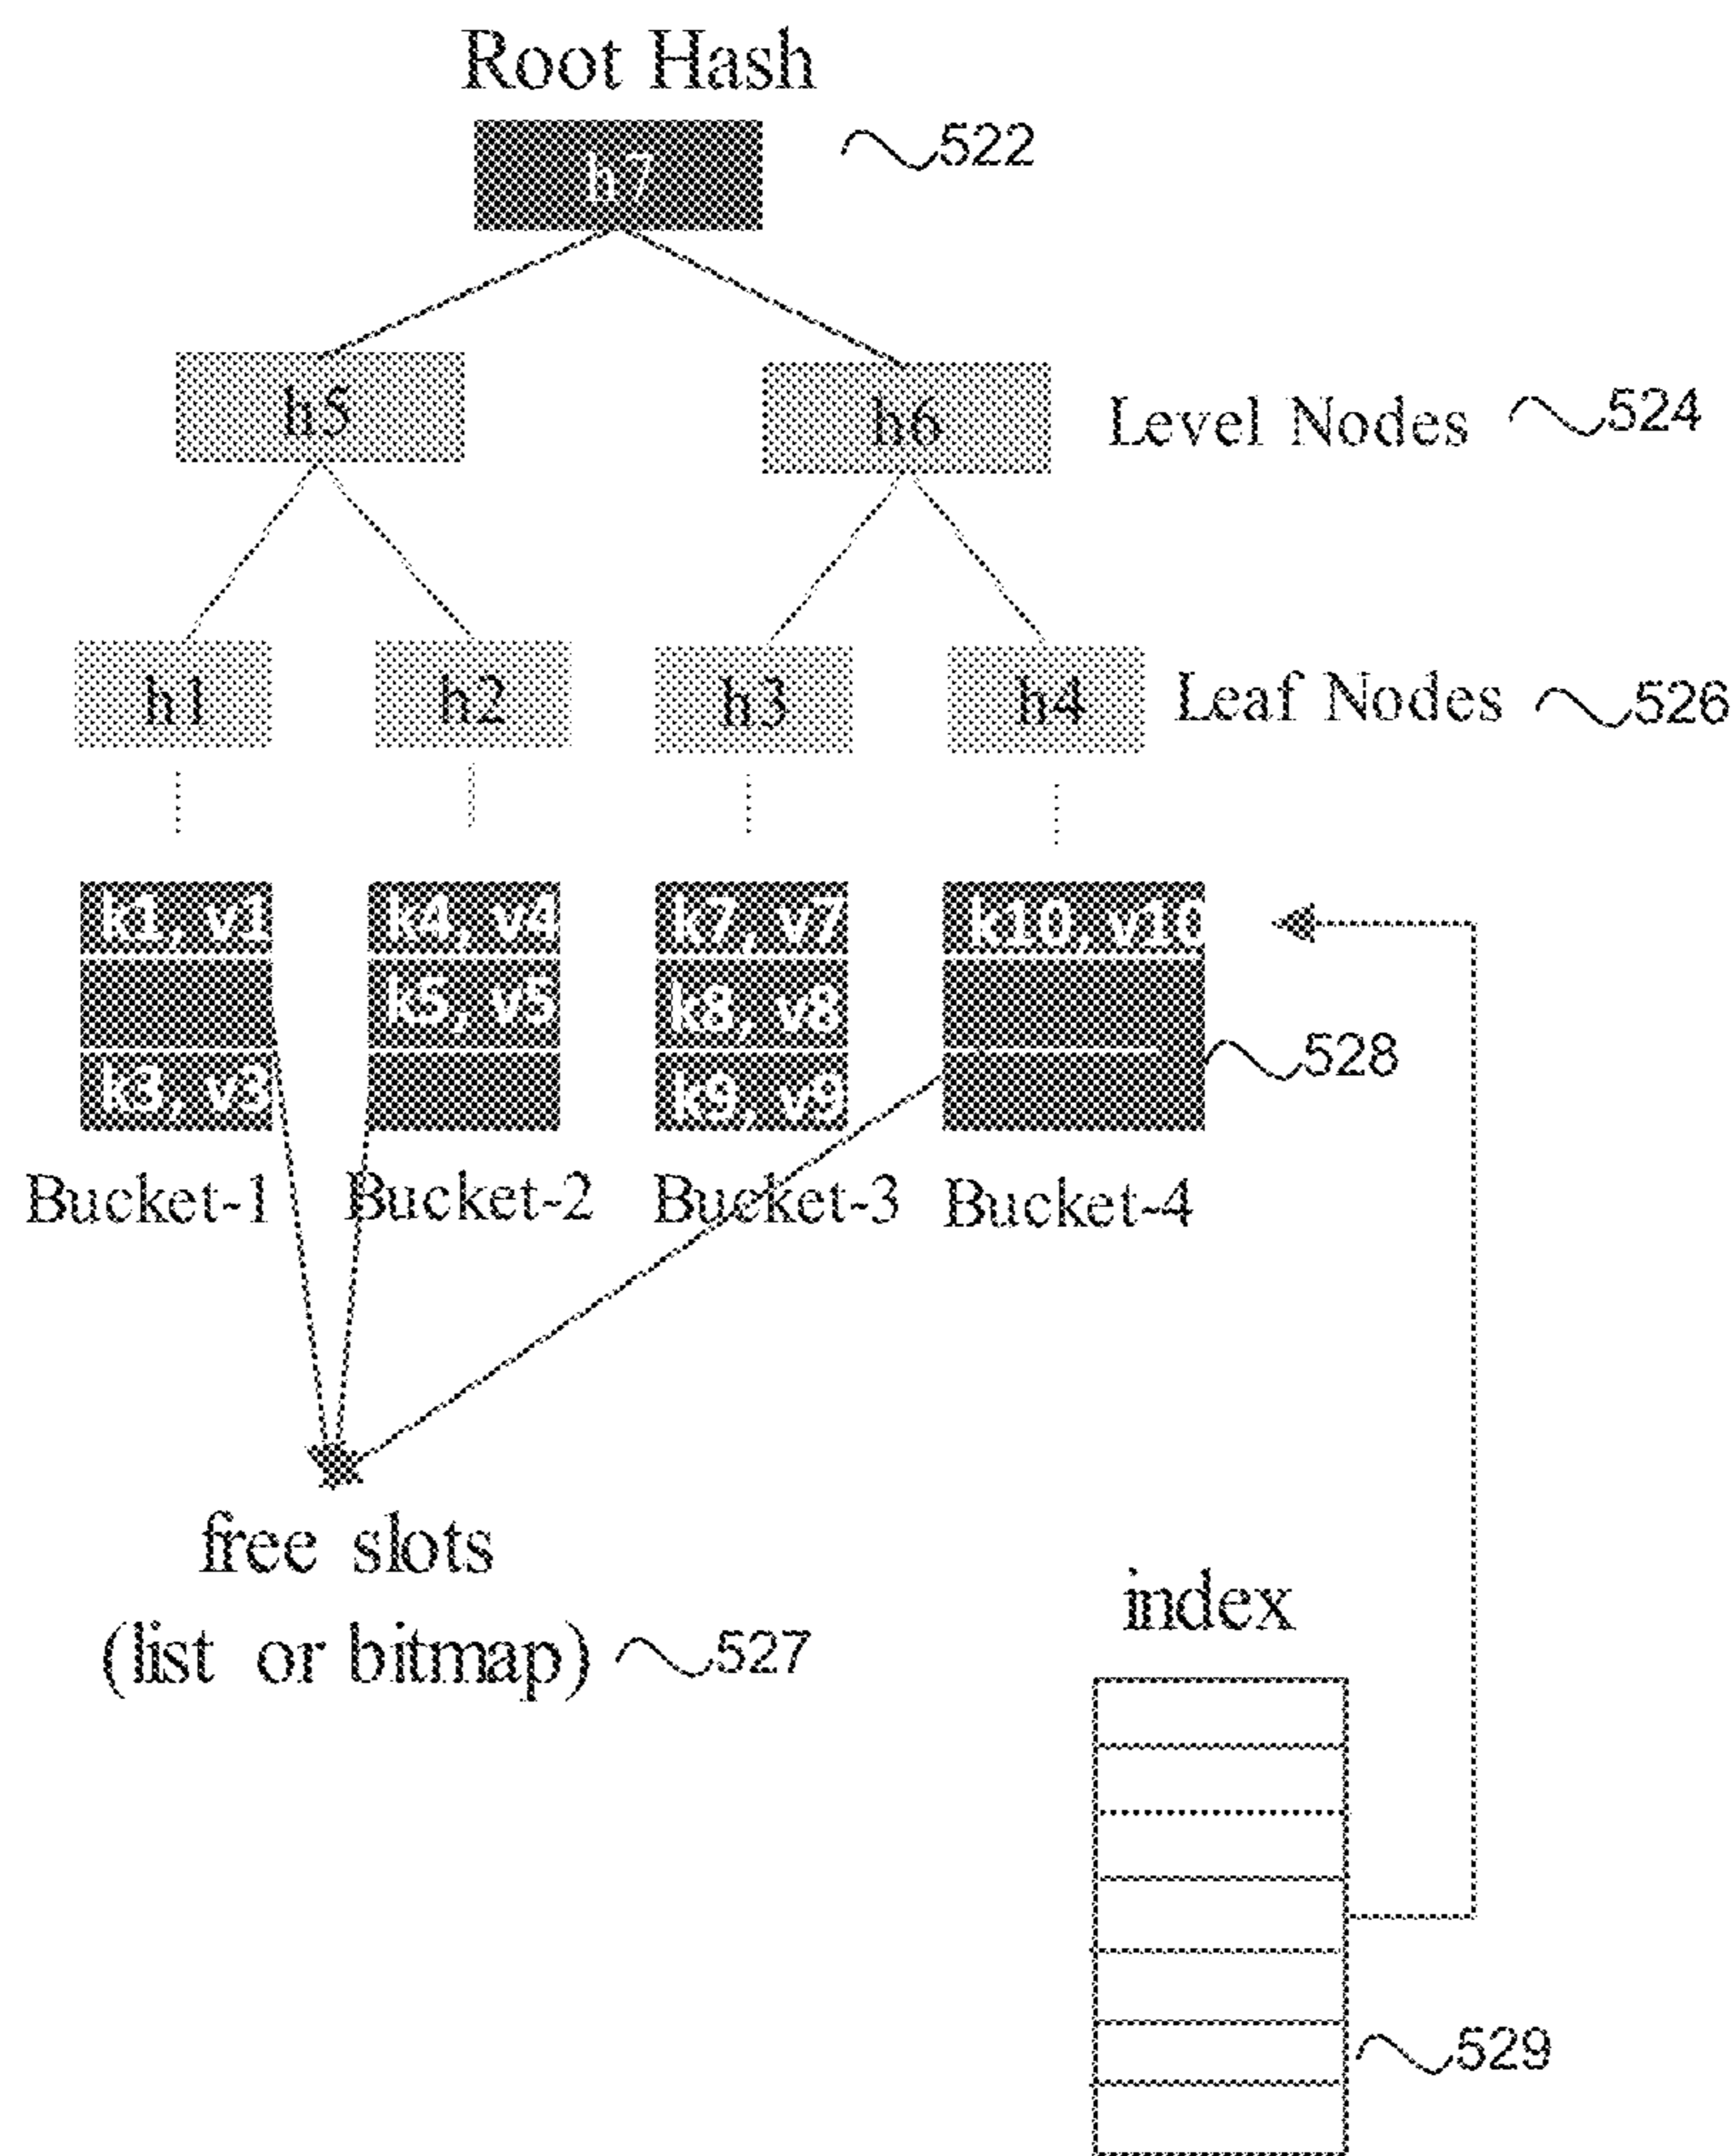 Root Hash
h7 522
h5 h6 Level Nodes 524
h1 h2 h3 h4 Leaf Nodes 526
k1, v1 k4, v4 k7, v7 k10, v10
k5, v5 k8, v8
k3, v3 k9, v9
528
Bucket-1 Bucket-2 Bucket-3 Bucket-4
free slots
(list or bitmap) 527
index
529